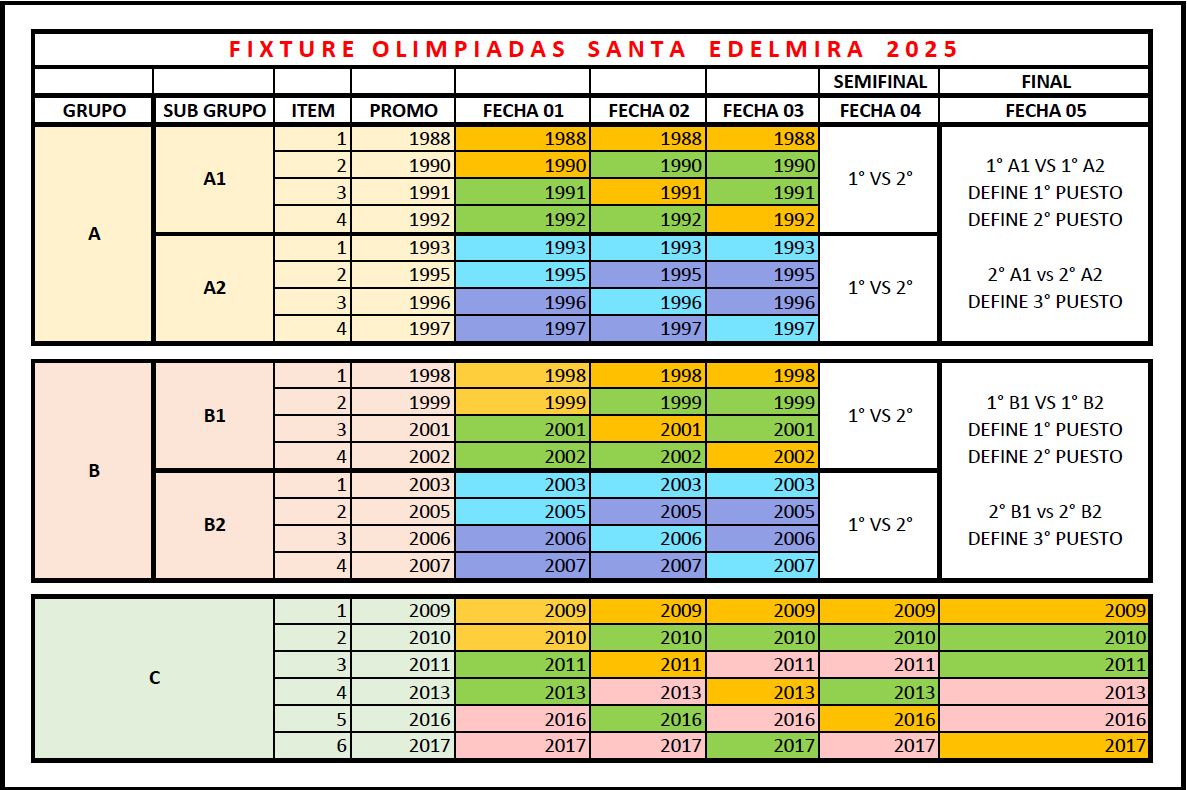 FIXTURE OLIMPIADAS SANTA EDELMIRA 2025
SEMIFINAL FINAL
GRUPO SUB GRUPO ITEM PROMO FECHA 01 FECHA 02 FECHA 03 FECHA 04 FECHA 05
A
A1
1 1988 1988 1988 1988
2 1990 1990 1990 1990
3 1991 1991 1991 1991
4 1992 1992 1992 1992
1° VS 2°
A2
1 1993 1993 1993 1993
2 1995 1995 1995 1995
3 1996 1996 1996 1996
4 1997 1997 1997 1997
1° VS 2°
1° A1 VS 1° A2
DEFINE 1° PUESTO
DEFINE 2° PUESTO
2° A1 vs 2° A2
DEFINE 3° PUESTO
B
B1
1 1998 1998 1998 1998
2 1999 1999 1999 1999
3 2001 2001 2001 2001
4 2002 2002 2002 2002
1° VS 2°
B2
1 2003 2003 2003 2003
2 2005 2005 2005 2005
3 2006 2006 2006 2006
4 2007 2007 2007 2007
1° VS 2°
1° B1 VS 1° B2
DEFINE 1° PUESTO
DEFINE 2° PUESTO
2° B1 vs 2° B2
DEFINE 3° PUESTO
C
1 2009 2009 2009 2009 2009 2009
2 2010 2010 2010 2010 2010 2010
3 2011 2011 2011 2011 2011 2011
4 2013 2013 2013 2013 2013 2013
5 2016 2016 2016 2016 2016 2016
6 2017 2017 2017 2017 2017 2017